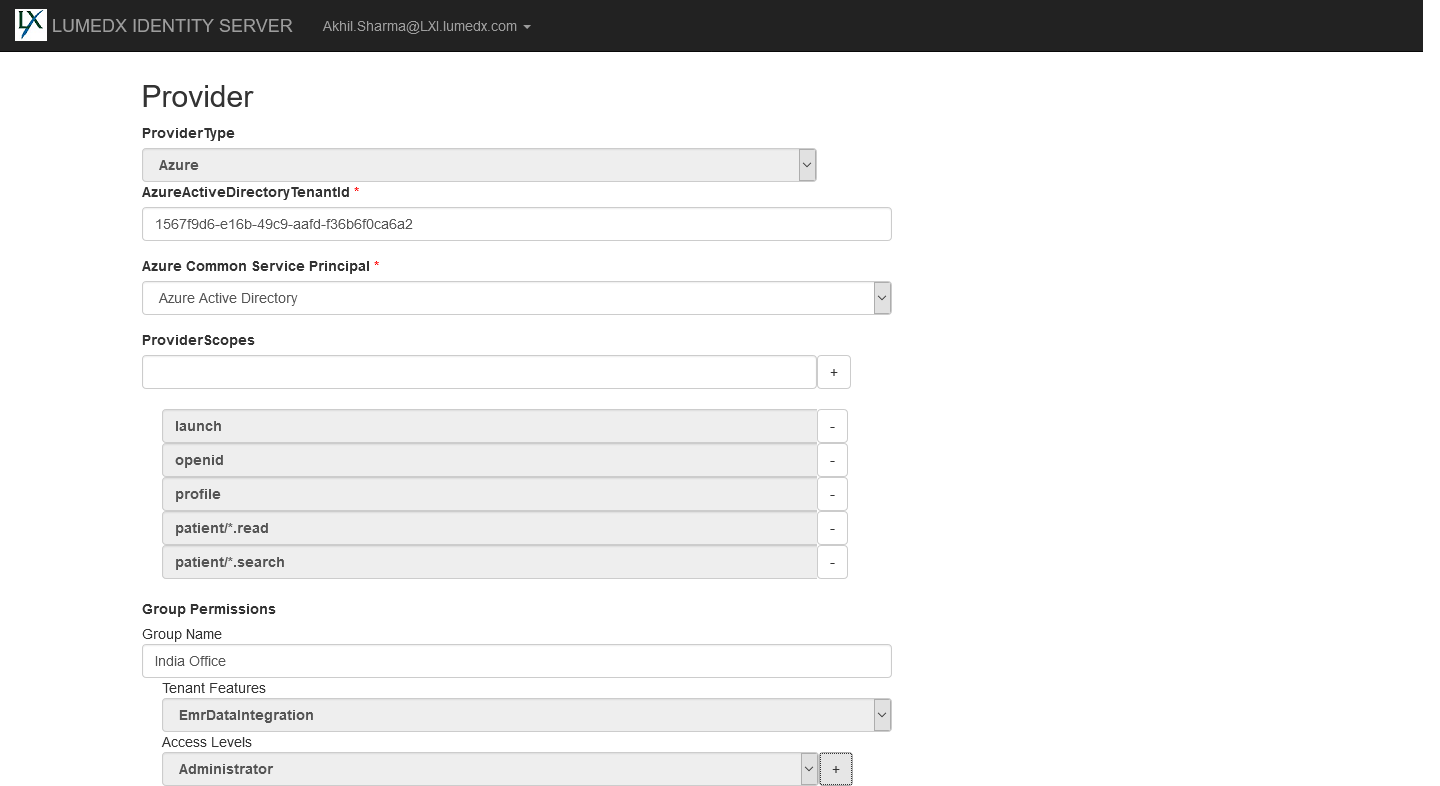 LX LUMEDX IDENTITY SERVER Akhil.Sharma@LXI.lumedx.com
Provider
ProviderType
Azure
AzureActiveDirectoryTenantId *
1567f9d6-e16b-49c9-aafd-f36b6f0ca6a2
Azure Common Service Principal *
Azure Active Directory
ProviderScopes
+
launch -
openid -
profile -
patient/*.read -
patient/*.search -
Group Permissions
Group Name
India Office
Tenant Features
EmrDataIntegration
Access Levels
Administrator +